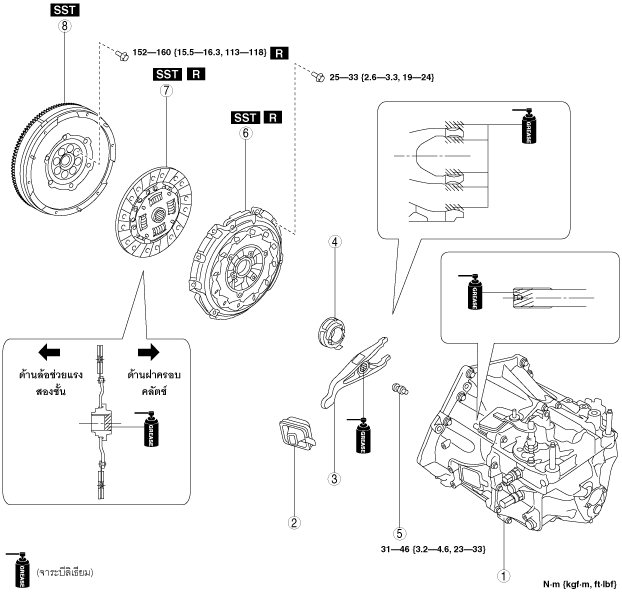 SST
8
152—160 {15.5—16.3, 113—118} R
SST R
7
25—33 {2.6—3.3, 19—24}
SST R
6
GREASE
4
GREASE
ด้านล้อช่วยแรง
สองชั้น
ด้านฝาครอบ
คลัตช์
GREASE
GREASE
3
2
5
31—46 {3.2—4.6, 23—33}
1
GREASE
(จาระบีลิเธียม)
N·m {kgf·m, ft·lbf}